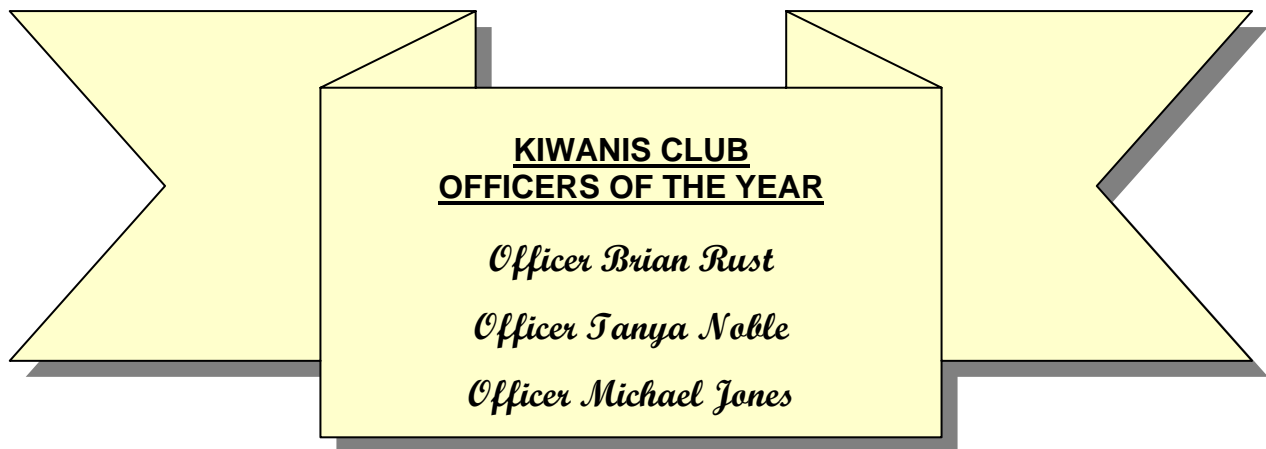 KIWANIS CLUB
OFFICERS OF THE YEAR
Officer Brian Rust
Officer Tanya Noble
Officer Michael Jones